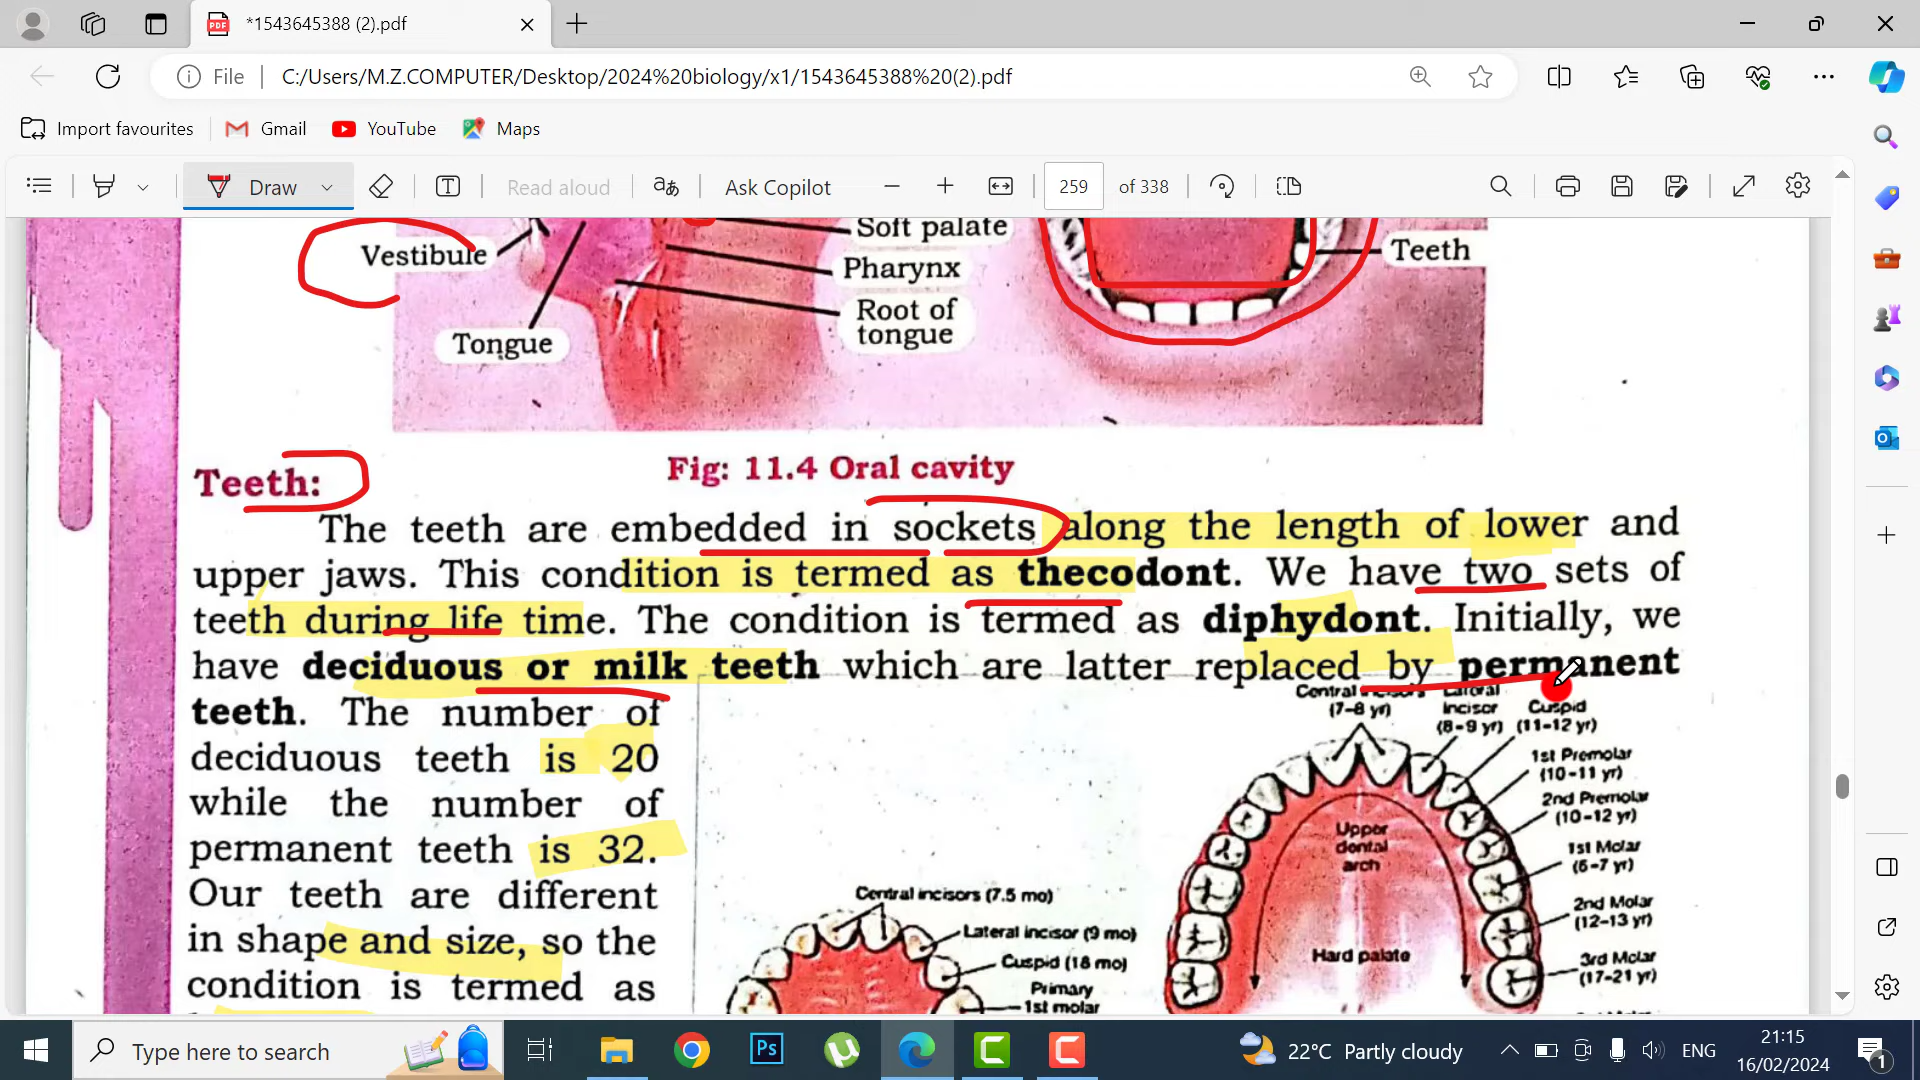 *1543645388 (2).pdf
File
C:/Users/M.Z.COMPUTER/Desktop/2024%20biology/x1/1543645388%20(2).pdf
Import favourites
Gmail
YouTube
Maps
Draw
Read aloud
Ask Copilot
259 of 338
Vestibule
Soft palate
Pharynx
Root of
tongue
Tongue
Teeth
Teeth:
Fig: 11.4 Oral cavity
The teeth are embedded in sockets along the length of lower and
upper jaws. This condition is termed as thecodont. We have two sets of
teeth during life time. The condition is termed as diphydont. Initially, we
have deciduous or milk teeth which are latter replaced by permanent
teeth. The number of
deciduous teeth is 20
while the number of
permanent teeth is 32.
Our teeth are different
in shape and size, so the
condition is termed as
Central incisors
(7-8 yr)
Lateral
incisor
(8-9 yr)
Cuspid
(11-12 yr)
1st Premolar
(10-11 yr)
2nd Premolar
(10-12 yr)
1st Molar
(6-7 yr)
2nd Molar
(12-13 yr)
3rd Molar
(17-21 yr)
Upper
dental
arch
Hard palate
Central incisors (7.5 mo)
Lateral incisor (9 mo)
Cuspid (18 mo)
Primary
1st molar
Type here to search
Ps
22°C Partly cloudy
ENG
21:15
16/02/2024
1